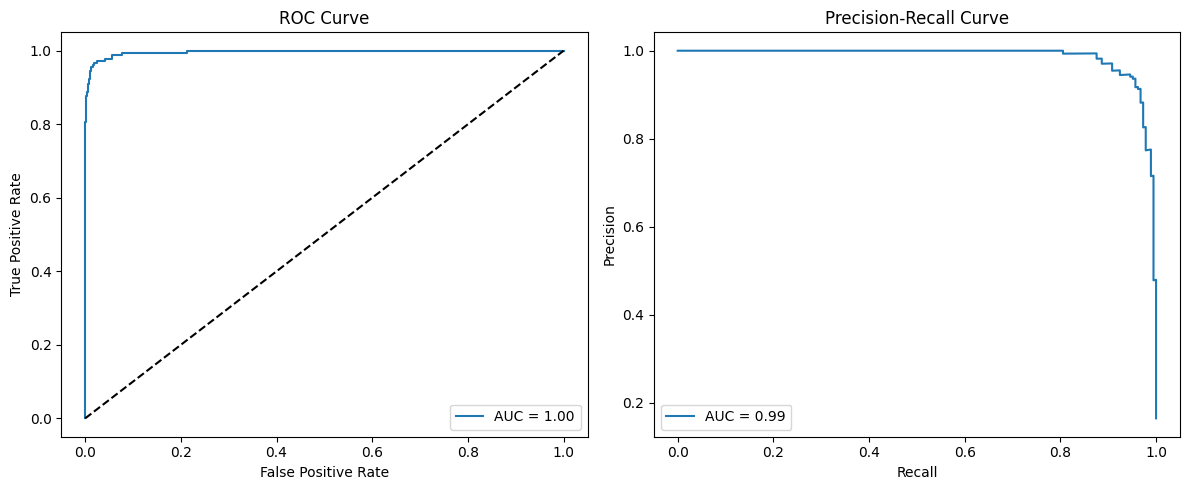 ROC Curve
1.0
0.8
0.6
0.4
0.2
0.0
True Positive Rate
0.0 0.2 0.4 0.6 0.8 1.0
False Positive Rate
AUC = 1.00
Precision-Recall Curve
1.0
0.8
0.6
0.4
0.2
Precision
0.0 0.2 0.4 0.6 0.8 1.0
Recall
AUC = 0.99